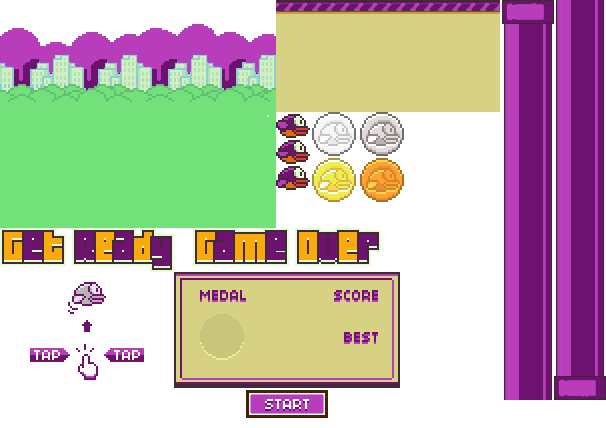 Get Ready
Game Over
MEDAL SCORE
BEST
TAP TAP
START